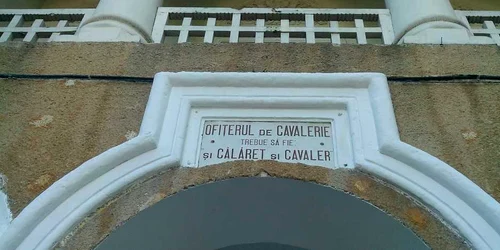 OFIȚERUL DE CAVALERIE
TREBUE SĂ FIE
ȘI CĂLĂREȚ ȘI CAVALER